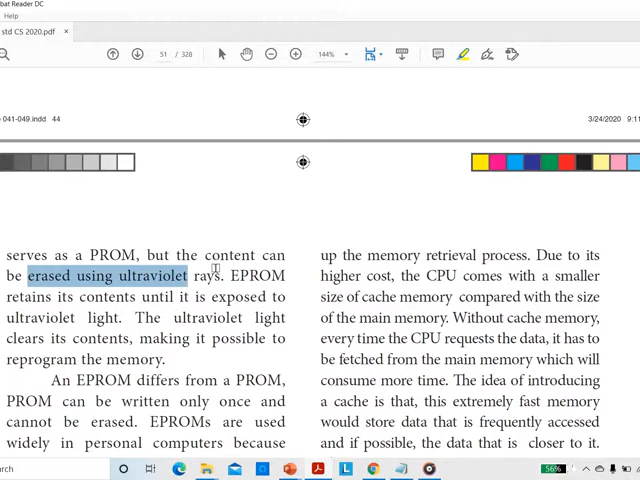 bat Reader DC
Help
std CS 2020.pdf ×
51 / 328
144%
041-049.indd 44
3/24/2020 9:11
serves as a PROM, but the content can
be erased using ultraviolet rays. EPROM
retains its contents until it is exposed to
ultraviolet light. The ultraviolet light
clears its contents, making it possible to
reprogram the memory.
An EPROM differs from a PROM,
PROM can be written only once and
cannot be erased. EPROMs are used
widely in personal computers because
up the memory retrieval process. Due to its
higher cost, the CPU comes with a smaller
size of cache memory compared with the size
of the main memory. Without cache memory,
every time the CPU requests the data, it has to
be fetched from the main memory which will
consume more time. The idea of introducing
a cache is that, this extremely fast memory
would store data that is frequently accessed
and if possible, the data that is closer to it.
earch
56%